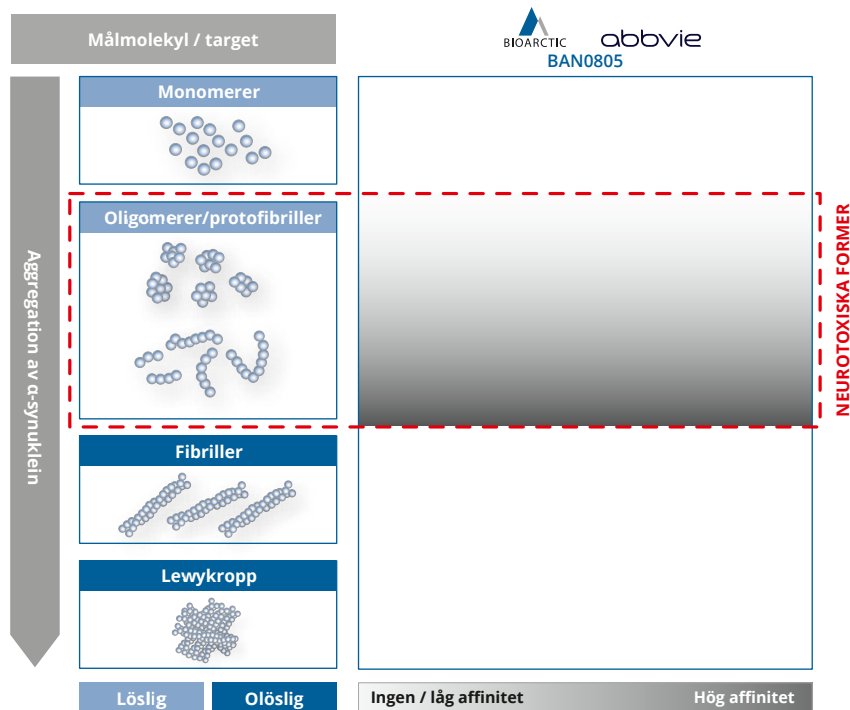 Målmolekyl / target
BIOARCTIC
abbvie
BAN0805
Monomerer
Oligomerer/protofibriller
Fibriller
Lewykropp
Aggregation av α-synuklein
NEUROTOXISKA FORMER
Löslig
Olöslig
Ingen / låg affinitet
Hög affinitet